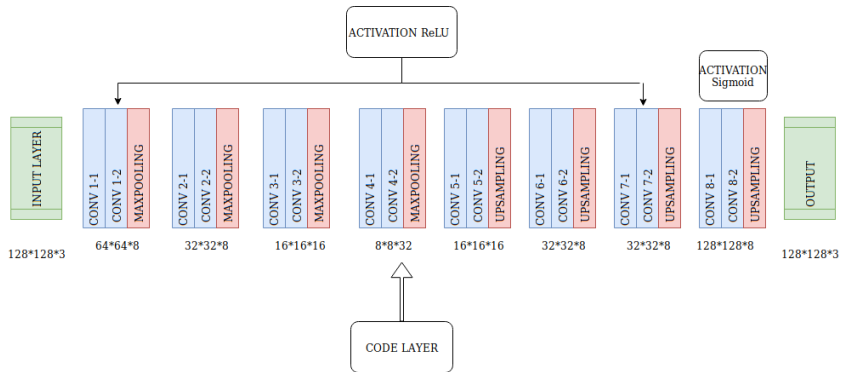 ACTIVATION ReLU
ACTIVATION
Sigmoid
INPUT LAYER
CONV 1-1
CONV 1-2
MAXPOOLING
CONV 2-1
CONV 2-2
MAXPOOLING
CONV 3-1
CONV 3-2
MAXPOOLING
CONV 4-1
CONV 4-2
MAXPOOLING
CONV 5-1
CONV 5-2
UPSAMPLING
CONV 6-1
CONV 6-2
UPSAMPLING
CONV 7-1
CONV 7-2
UPSAMPLING
CONV 8-1
CONV 8-2
UPSAMPLING
OUTPUT
128*128*3
64*64*8
32*32*8
16*16*16
8*8*32
16*16*16
32*32*8
32*32*8
128*128*8
128*128*3
CODE LAYER